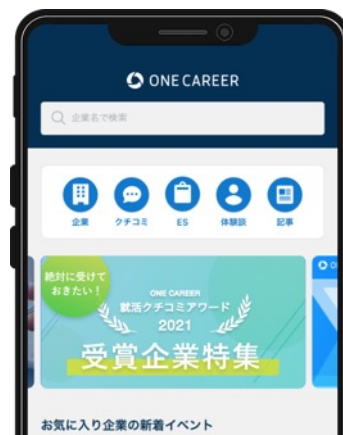 ONE CAREER
企業名で検索
企業
クチコミ
ES
体験談
記事
絶対に受けて
おきたい!
ONE CAREER
就活クチコミアワード
2021
受賞企業特集
お気に入り企業の新着イベント